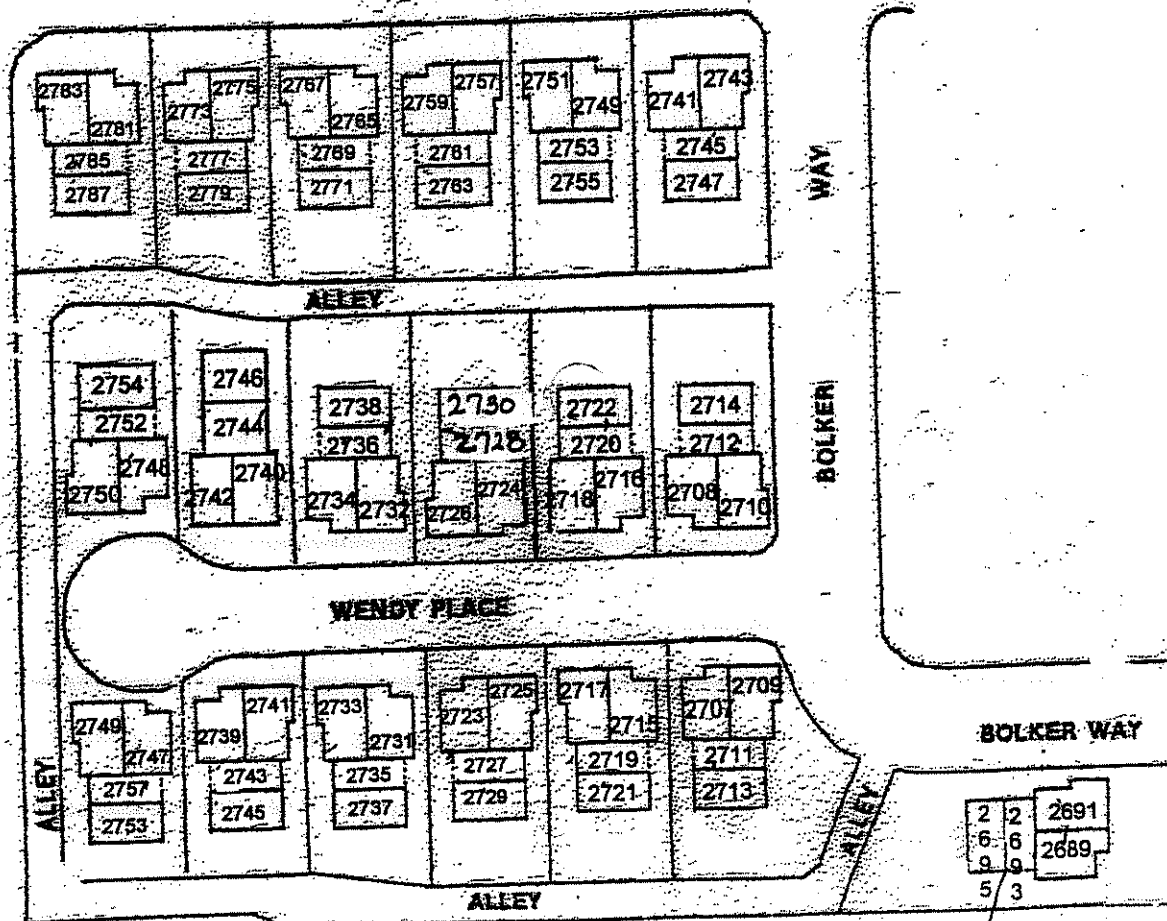 2783 2781 2773 2775 2767 2765 2759 2757 2751 2749 2741 2743
2785 2777 2769 2761 2753 2745
2787 2779 2771 2763 2755 2747
WAY
ALLEY
2754 2746 2738 2730 2722 2714
2752 2744 2736 2728 2720 2712
2750 2748 2742 2740 2734 2732 2726 2724 2718 2716 2708 2710
BOLKER
WENDY PLACE
2749 2747 2739 2741 2733 2731 2723 2725 2717 2715 2707 2709
2757 2743 2735 2727 2719 2711
2753 2745 2737 2729 2721 2713
BOLKER WAY
ALLEY
ALLEY
2695 2693 2691
2689
ALLEY